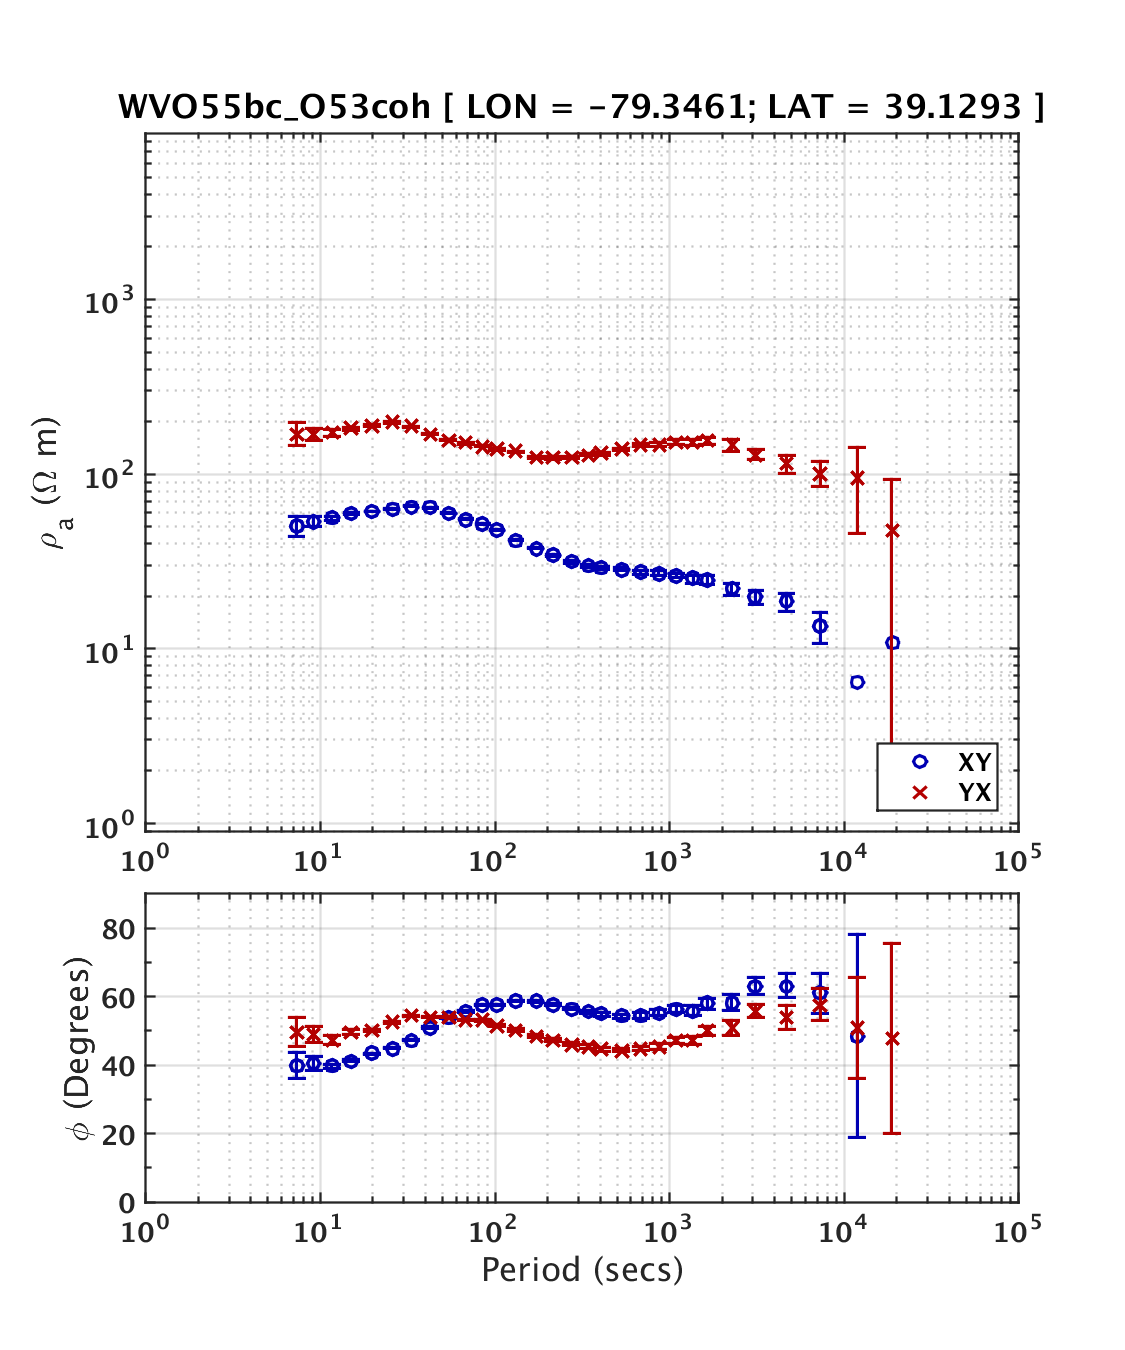 WVO55bc_O53coh [ LON = -79.3461; LAT = 39.1293 ]
ρa (Ω m)
10³
10²
10¹
10⁰
XY
YX
10⁰ 10¹ 10² 10³ 10⁴ 10⁵
ϕ (Degrees)
80
60
40
20
0
10⁰ 10¹ 10² 10³ 10⁴ 10⁵
Period (secs)